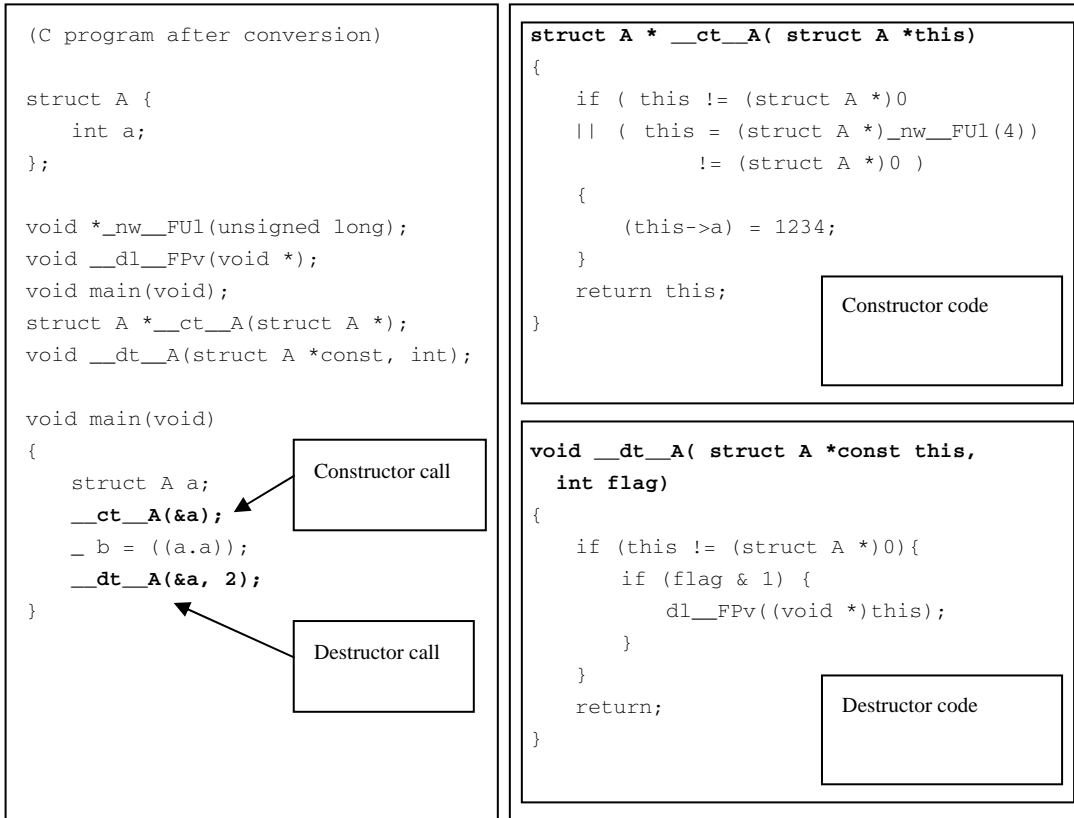 (C program after conversion)
struct A {
int a;
};
void *_nw__FUl(unsigned long);
void __dl__FPv(void *);
void main(void);
struct A *__ct__A(struct A *);
void __dt__A(struct A *const, int);
void main(void)
{
struct A a;
__ct__A(&a);
_ b = ((a.a));
__dt__A(&a, 2);
}
Constructor call
Destructor call
struct A * __ct__A( struct A *this)
{
if ( this != (struct A *)0
|| ( this = (struct A *)_nw__FUl(4))
!= (struct A *)0 )
{
(this->a) = 1234;
}
return this;
}
Constructor code
void __dt__A( struct A *const this,
int flag)
{
if (this != (struct A *)0){
if (flag & 1) {
dl__FPv((void *)this);
}
}
return;
}
Destructor code